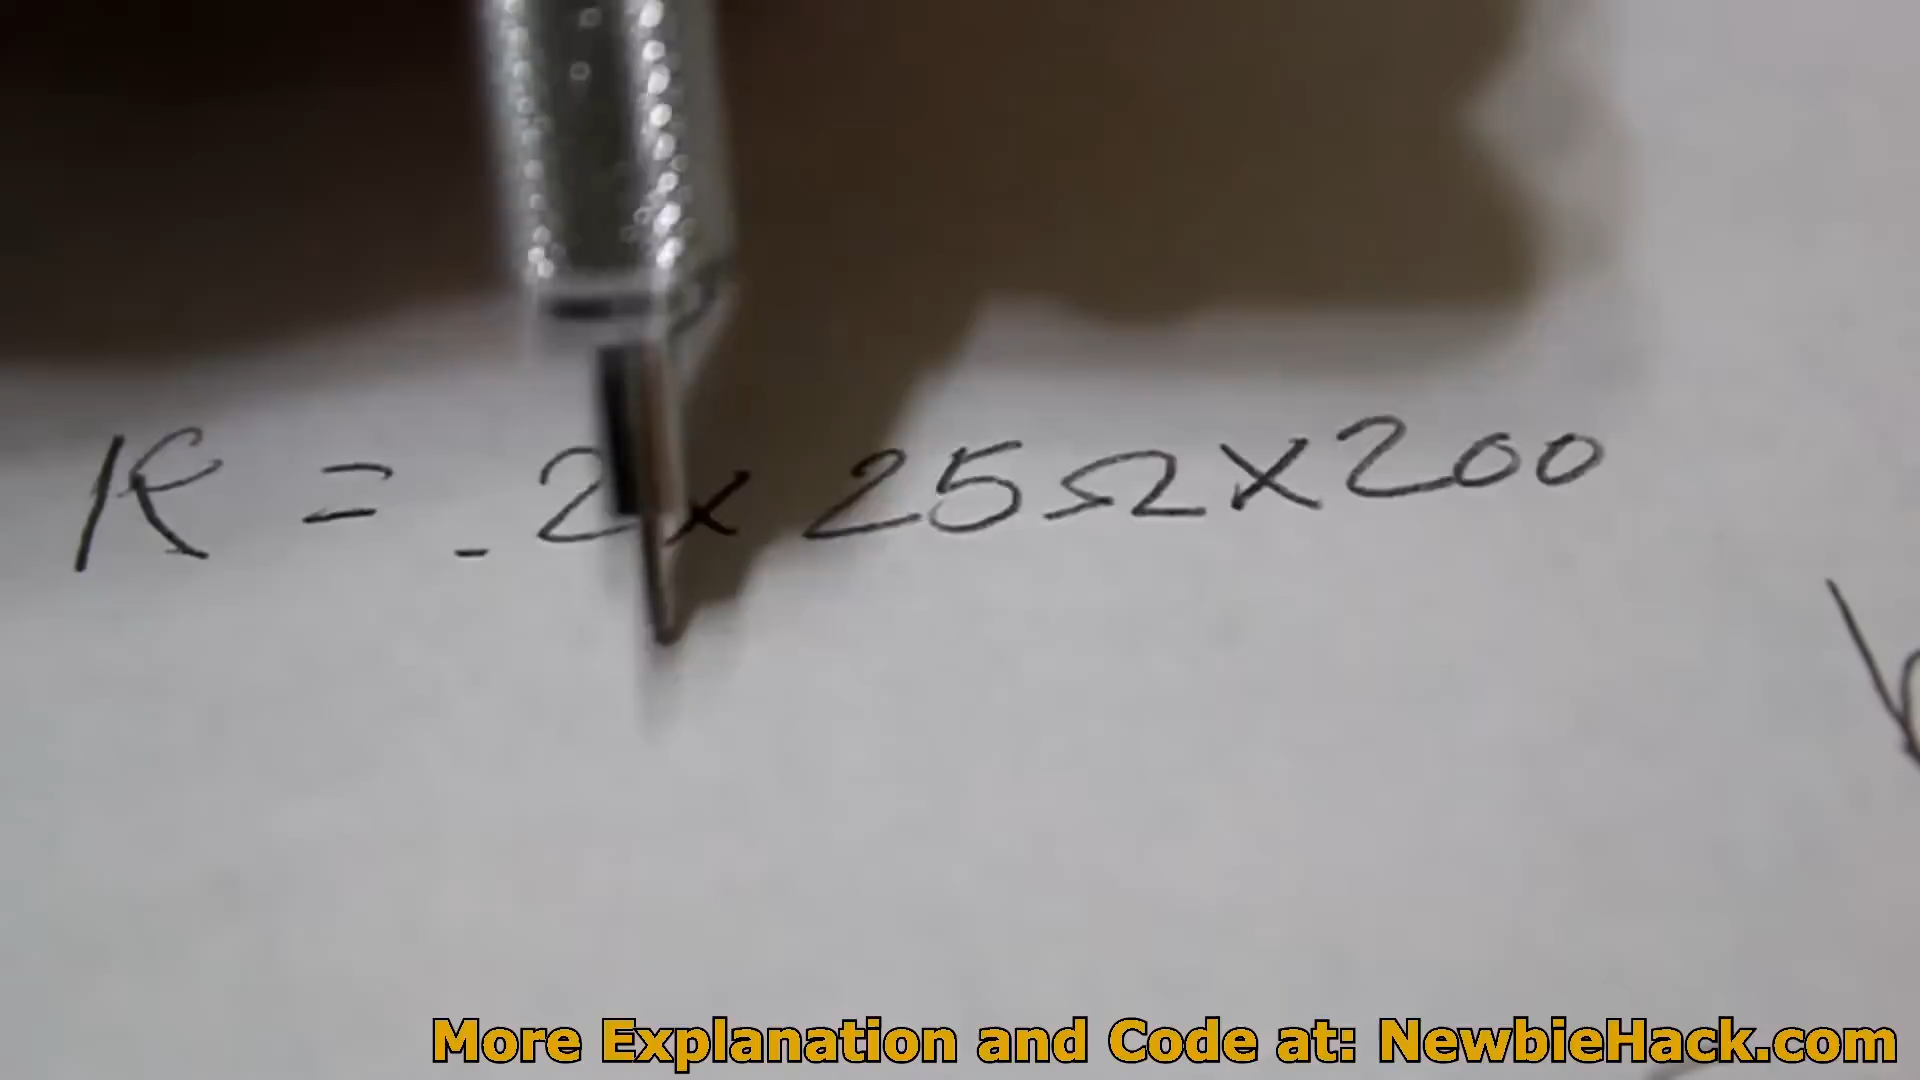 R = .2 x 25Ω x 200
More Explanation and Code at: NewbieHack.com